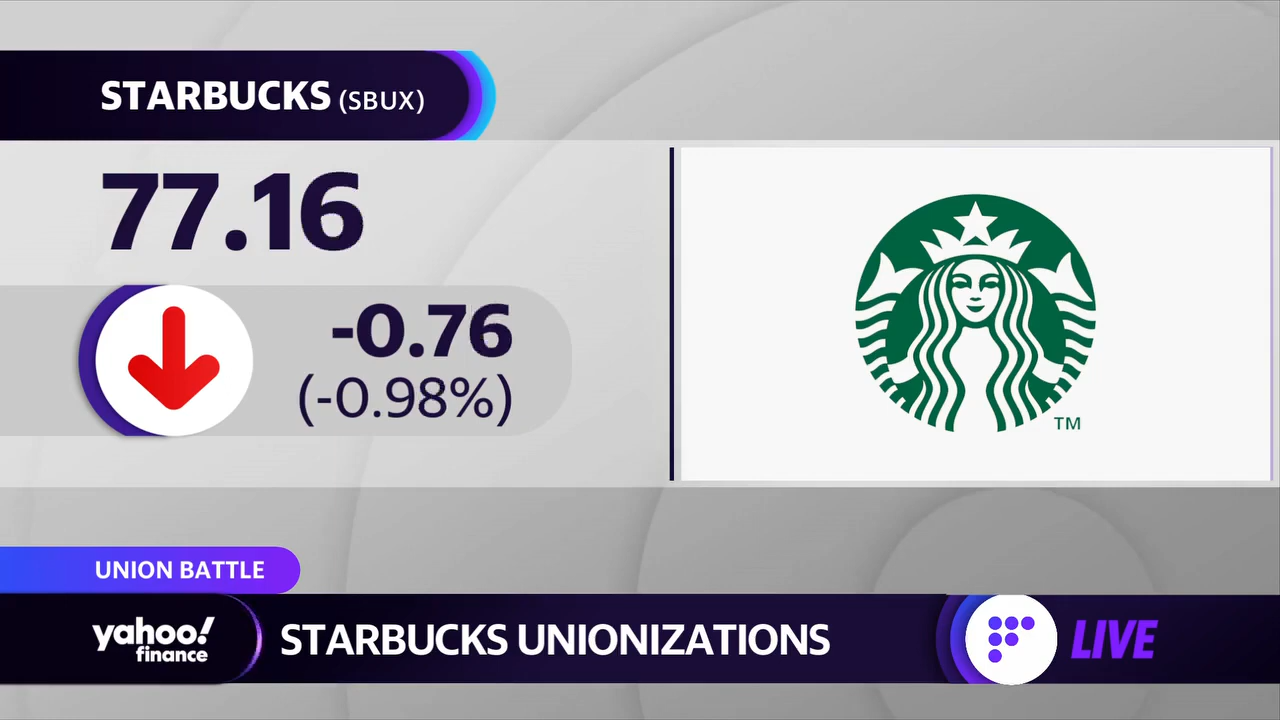 STARBUCKS (SBUX)
77.16
-0.76
(-0.98%)
TM
UNION BATTLE
yahoo!
finance
STARBUCKS UNIONIZATIONS
LIVE